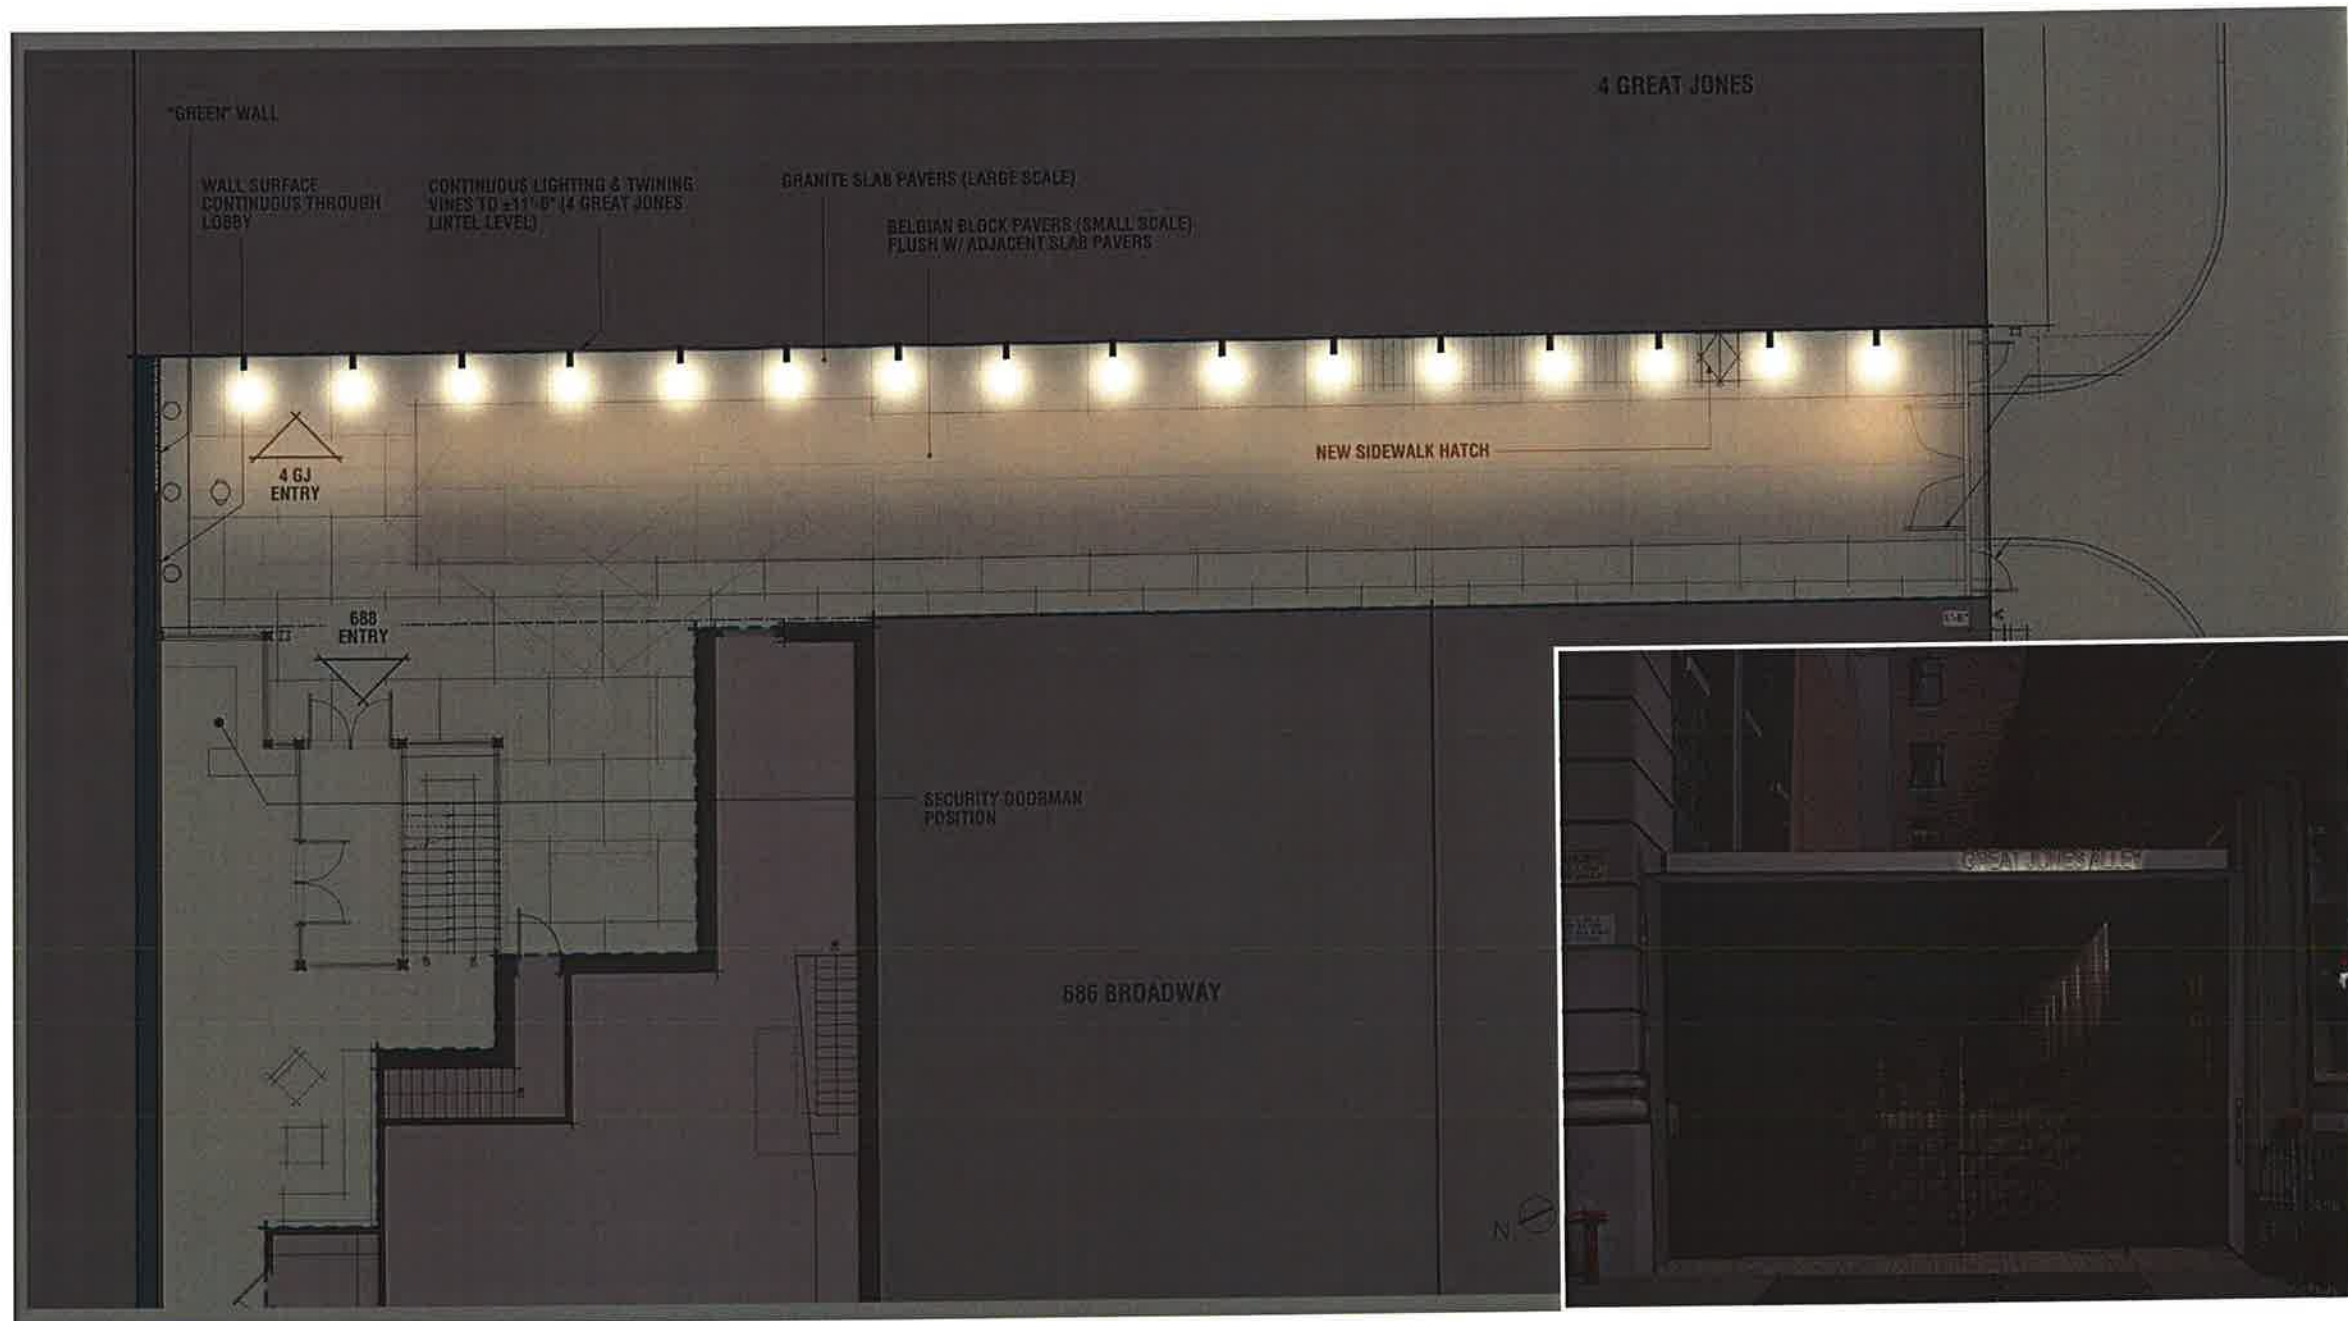 4 GREAT JONES
"GREEN" WALL
WALL SURFACE
CONTINUOUS THROUGH
LOBBY
CONTINUOUS LIGHTING & TWINING
VINES TO ±11'-0" (4 GREAT JONES
LINTEL LEVEL)
GRANITE SLAB PAVERS (LARGE SCALE)
BELGIAN BLOCK PAVERS (SMALL SCALE)
FLUSH W/ ADJACENT SLAB PAVERS
NEW SIDEWALK HATCH
4 GJ
ENTRY
688
ENTRY
SECURITY DOORMAN
POSITION
686 BROADWAY
N
GREAT JONES ALLEY